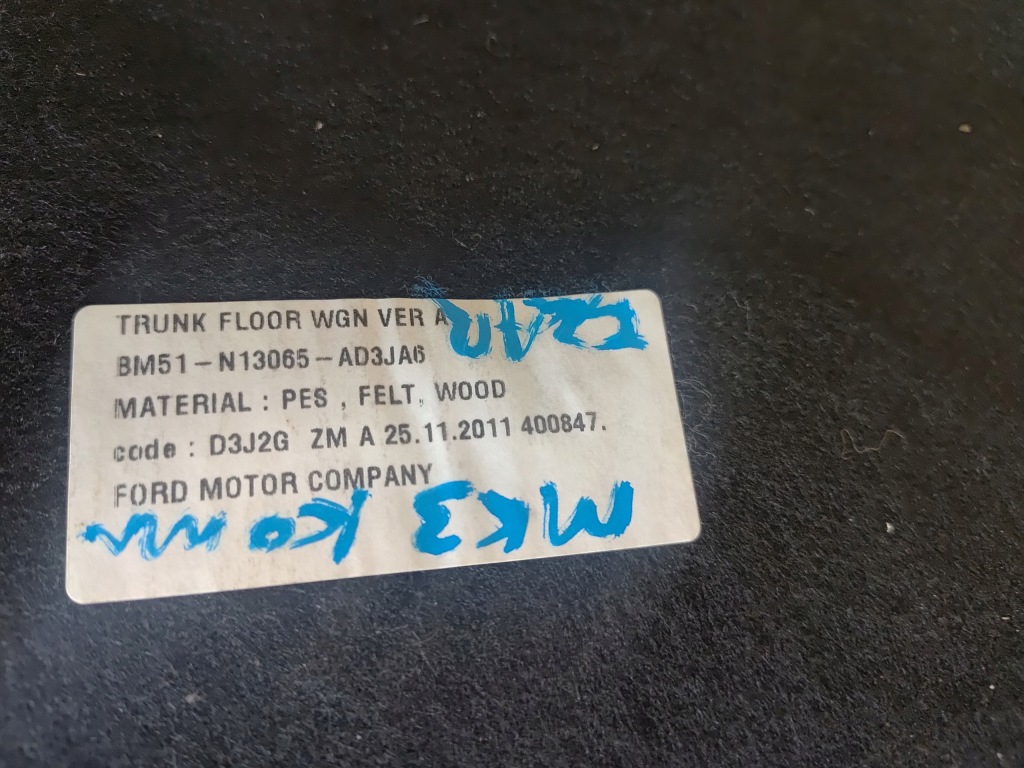 TRUNK FLOOR WGN VER A
BM51-N13065-AD3JA6
MATERIAL : PES , FELT, WOOD
code : D3J2G ZM A 25.11.2011 400847.
FORD MOTOR COMPANY
MK3